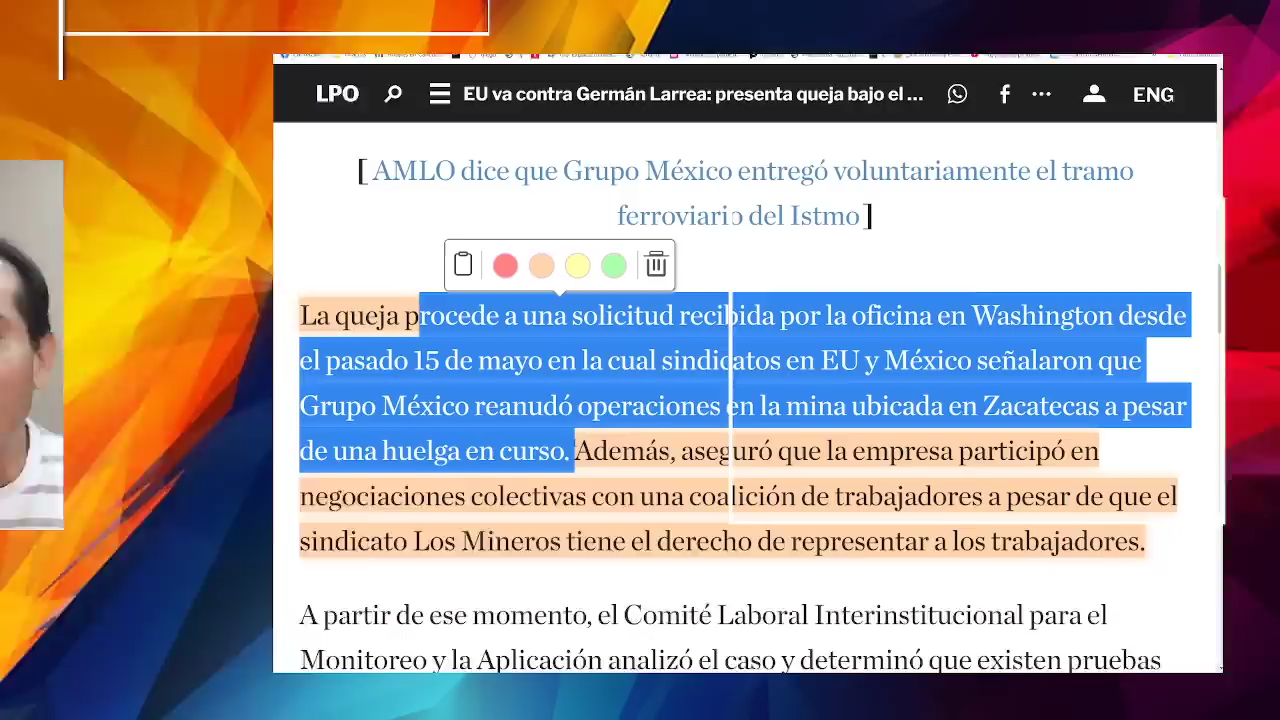 LPO EU va contra Germán Larrea: presenta queja bajo el ... ENG
[ AMLO dice que Grupo México entregó voluntariamente el tramo
ferroviario del Istmo ]
La queja procede a una solicitud recibida por la oficina en Washington desde
el pasado 15 de mayo en la cual sindicatos en EU y México señalaron que
Grupo México reanudó operaciones en la mina ubicada en Zacatecas a pesar
de una huelga en curso. Además, aseguró que la empresa participó en
negociaciones colectivas con una coalición de trabajadores a pesar de que el
sindicato Los Mineros tiene el derecho de representar a los trabajadores.
A partir de ese momento, el Comité Laboral Interinstitucional para el
Monitoreo y la Aplicación analizó el caso y determinó que existen pruebas